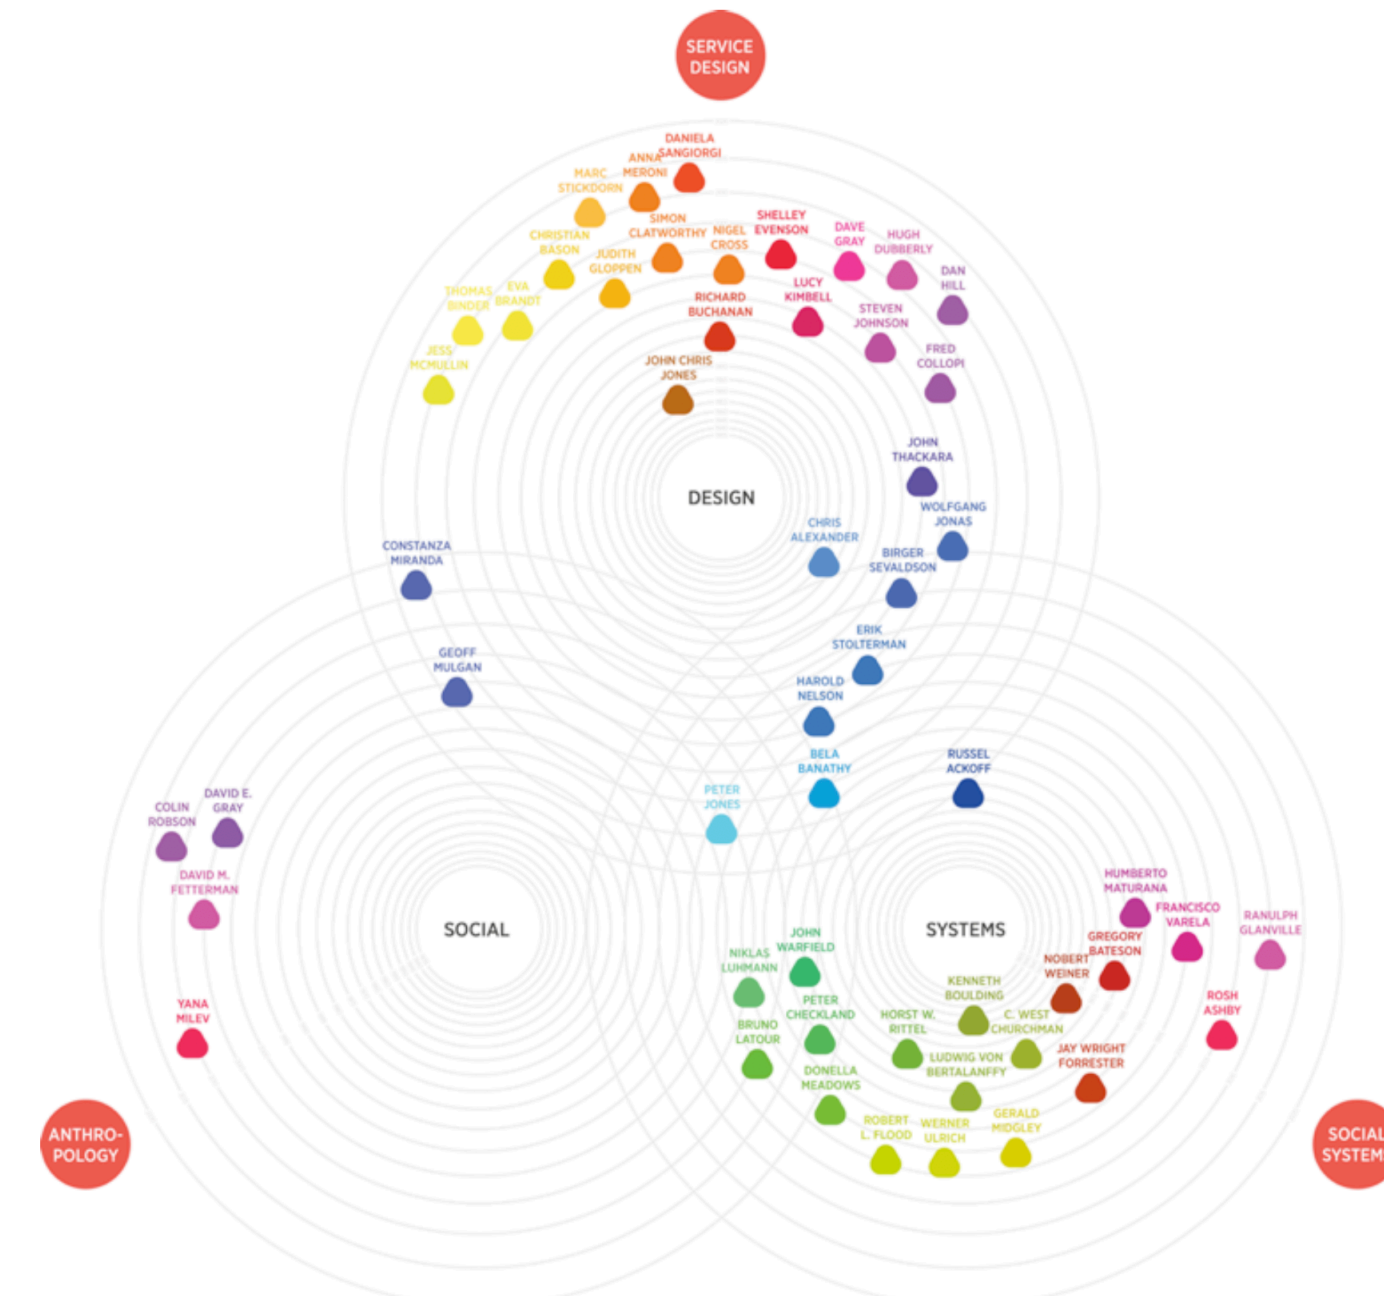 SERVICE
DESIGN
DANIELA
SANGIORGI
ANNA
MERONI
MARC
STICKDORN
SIMON
CLATWORTHY
NIGEL
CROSS
SHELLEY
EVENSON
DAVE
GRAY
HUGH
DUBBERLY
CHRISTIAN
BASON
JUDITH
GLOPPEN
DAN
HILL
THOMAS
BINDER
EVA
BRANDT
RICHARD
BUCHANAN
LUCY
KIMBELL
STEVEN
JOHNSON
JESS
MCMULLIN
JOHN CHRIS
JONES
FRED
COLLOPI
JOHN
THACKARA
DESIGN
WOLFGANG
JONAS
CHRIS
ALEXANDER
CONSTANZA
MIRANDA
BIRGER
SEVALDSON
ERIK
STOLTERMAN
GEOFF
MULGAN
HAROLD
NELSON
BELA
BANATHY
RUSSEL
ACKOFF
PETER
JONES
DAVID E.
GRAY
COLIN
ROBSON
DAVID M.
FETTERMAN
HUMBERTO
MATURANA
FRANCISCO
VARELA
RANULPH
GLANVILLE
SOCIAL
SYSTEMS
JOHN
WARFIELD
GREGORY
BATESON
NIKLAS
LUHMANN
NOBERT
WEINER
KENNETH
BOULDING
YANA
MILEV
PETER
CHECKLAND
HORST W.
RITTEL
C. WEST
CHURCHMAN
ROSH
ASHBY
BRUNO
LATOUR
LUDWIG VON
BERTALANFFY
JAY WRIGHT
FORRESTER
DONELLA
MEADOWS
ROBERT
L. FLOOD
WERNER
ULRICH
GERALD
MIDGLEY
ANTHRO-
POLOGY
SOCIAL
SYSTEM